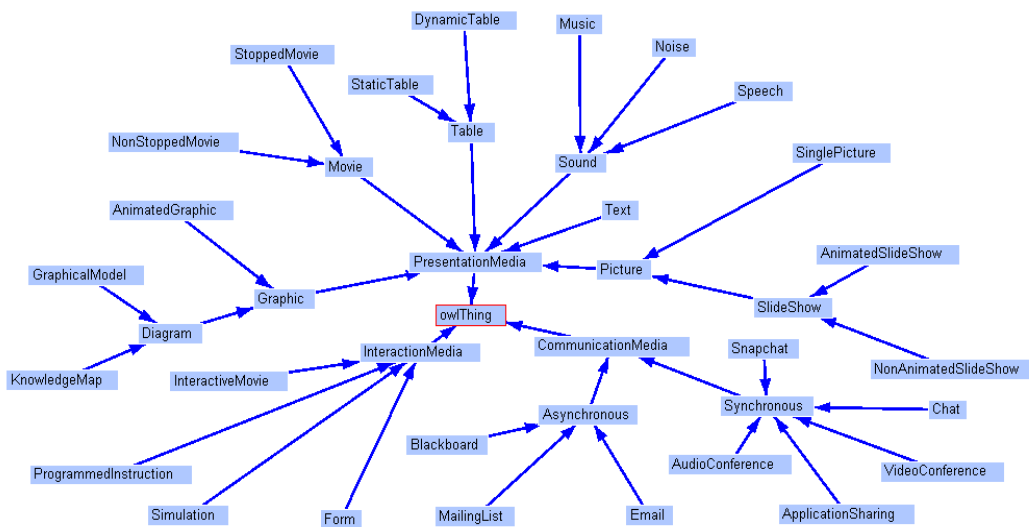 DynamicTable
Music
Noise
StoppedMovie
StaticTable
Speech
Table
NonStoppedMovie
Movie
Sound
SinglePicture
AnimatedGraphic
Text
PresentationMedia
Picture
AnimatedSlideShow
GraphicalModel
Graphic
SlideShow
owlThing
Diagram
InteractionMedia
CommunicationMedia
Snapchat
KnowledgeMap
InteractiveMovie
NonAnimatedSlideShow
Asynchronous
Synchronous
Chat
Blackboard
AudioConference
VideoConference
ProgrammedInstruction
Simulation
Form
MailingList
Email
ApplicationSharing